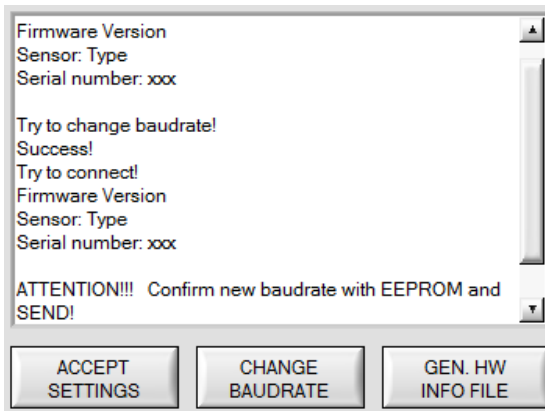 Firmware Version
Sensor: Type
Serial number: xxx
Try to change baudrate!
Success!
Try to connect!
Firmware Version
Sensor: Type
Serial number: xxx
ATTENTION!!!   Confirm new baudrate with EEPROM and
SEND!
ACCEPT
SETTINGS
CHANGE
BAUDRATE
GEN. HW
INFO FILE